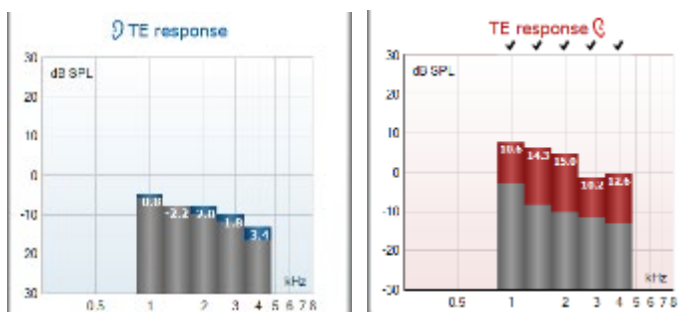 TE response
30
dB SPL
20
10
0
-10
20
30
0.8
-2.2
2.0
1.8
3.4
kHz
0.5 1 2 3 4 5 6 7 8
TE response
✓ ✓ ✓ ✓ ✓
30
dB SPL
20
10
0
-10
-20
-30
10.6
14.3
15.0
10.2
12.6
kHz
0.5 1 2 3 4 5 6 7 8